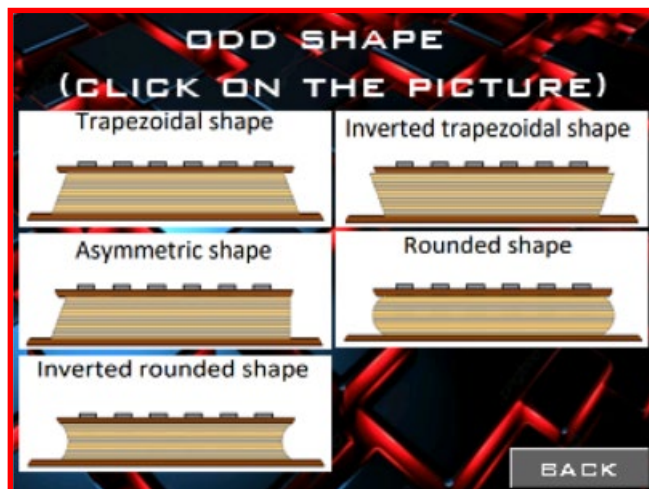 ODD SHAPE
(CLICK ON THE PICTURE)
Trapezoidal shape
Inverted trapezoidal shape
Asymmetric shape
Rounded shape
Inverted rounded shape
BACK